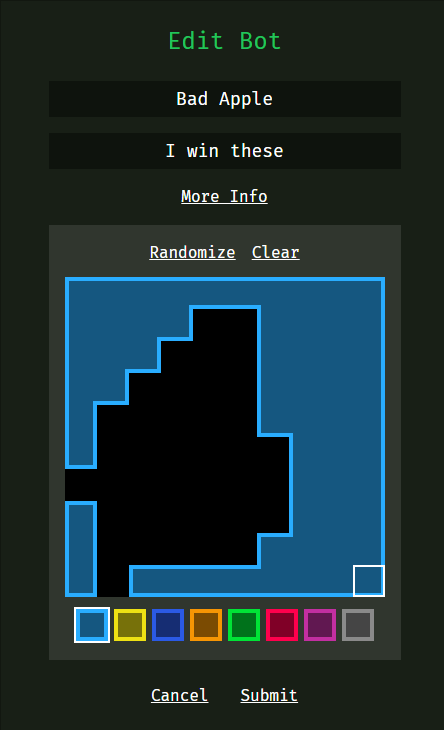 Edit Bot
Bad Apple
I win these
More Info
Randomize Clear
Cancel Submit